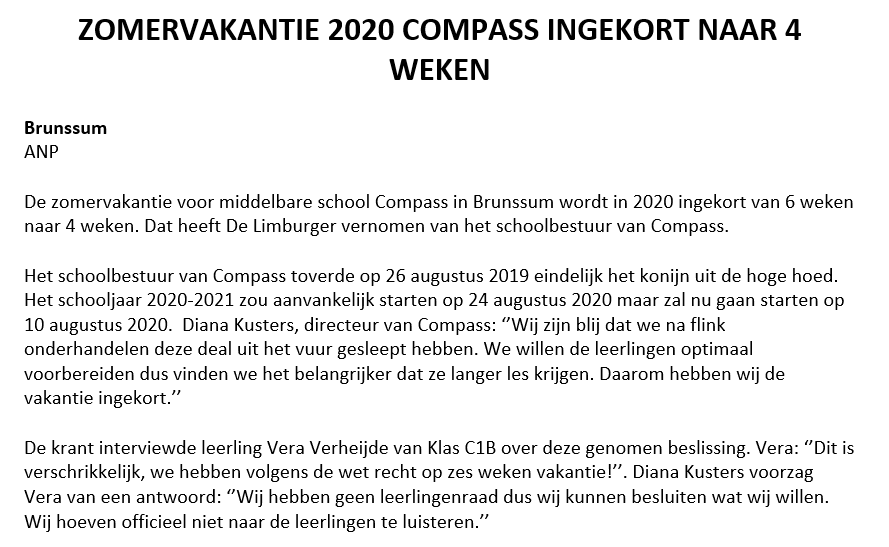 ZOMERVAKANTIE 2020 COMPASS INGEKORT NAAR 4
WEKEN
Brunssum
ANP
De zomervakantie voor middelbare school Compass in Brunssum wordt in 2020 ingekort van 6 weken
naar 4 weken. Dat heeft De Limburger vernomen van het schoolbestuur van Compass.
Het schoolbestuur van Compass toverde op 26 augustus 2019 eindelijk het konijn uit de hoge hoed.
Het schooljaar 2020-2021 zou aanvankelijk starten op 24 augustus 2020 maar zal nu gaan starten op
10 augustus 2020.  Diana Kusters, directeur van Compass: ‘’Wij zijn blij dat we na flink
onderhandelen deze deal uit het vuur gesleept hebben. We willen de leerlingen optimaal
voorbereiden dus vinden we het belangrijker dat ze langer les krijgen. Daarom hebben wij de
vakantie ingekort.’’
De krant interviewde leerling Vera Verheijde van Klas C1B over deze genomen beslissing. Vera: ‘’Dit is
verschrikkelijk, we hebben volgens de wet recht op zes weken vakantie!’’. Diana Kusters voorzag
Vera van een antwoord: ‘’Wij hebben geen leerlingenraad dus wij kunnen besluiten wat wij willen.
Wij hoeven officieel niet naar de leerlingen te luisteren.’’